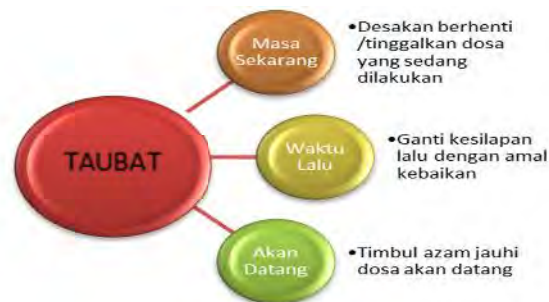 TAUBAT
Masa
Sekarang
•Desakan berhenti
/tinggalkan dosa
yang sedang
dilakukan
Waktu
Lalu
•Ganti kesilapan
lalu dengan amal
kebaikan
Akan
Datang
•Timbul azam jauhi
dosa akan datang